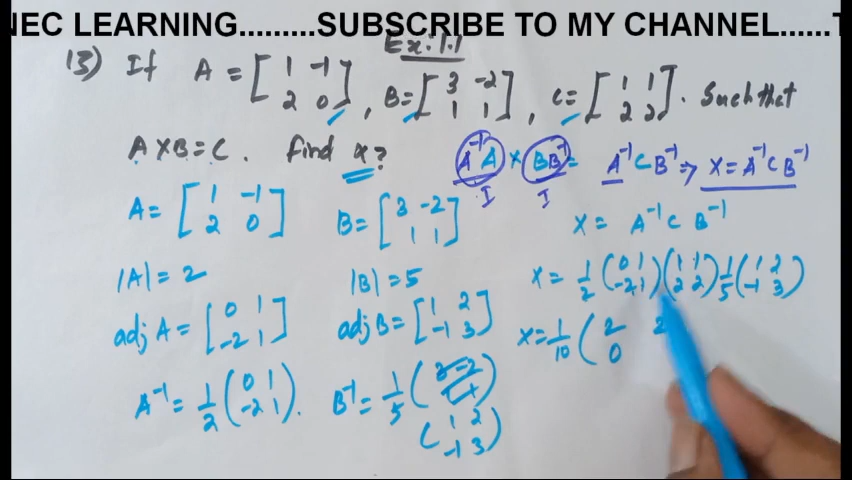 NEC LEARNING.........SUBSCRIBE TO MY CHANNEL......T
Ex: 1.1
13) If A = [ 1 -1 / 2 0 ], B = [ 3 -2 / 1 1 ], C = [ 1 1 / 2 2 ]. Such that
A X B = C. Find x?
A⁻¹A X BB⁻¹ = A⁻¹CB⁻¹ ⇒ X = A⁻¹CB⁻¹
I I
A = [ 1 -1 / 2 0 ] B = [ 3 -2 / 1 1 ] X = A⁻¹ C B⁻¹
|A| = 2 |B| = 5 X = 1/2 ( 0 1 / -2 1 ) ( 1 1 / 2 2 ) 1/5 ( 1 2 / -1 3 )
adj A = [ 0 1 / -2 1 ] adj B = [ 1 2 / -1 3 ] X = 1/10 ( 2 2 / 0
A⁻¹ = 1/2 ( 0 1 / -2 1 ). B⁻¹ = 1/5
( 1 2 / -1 3 )